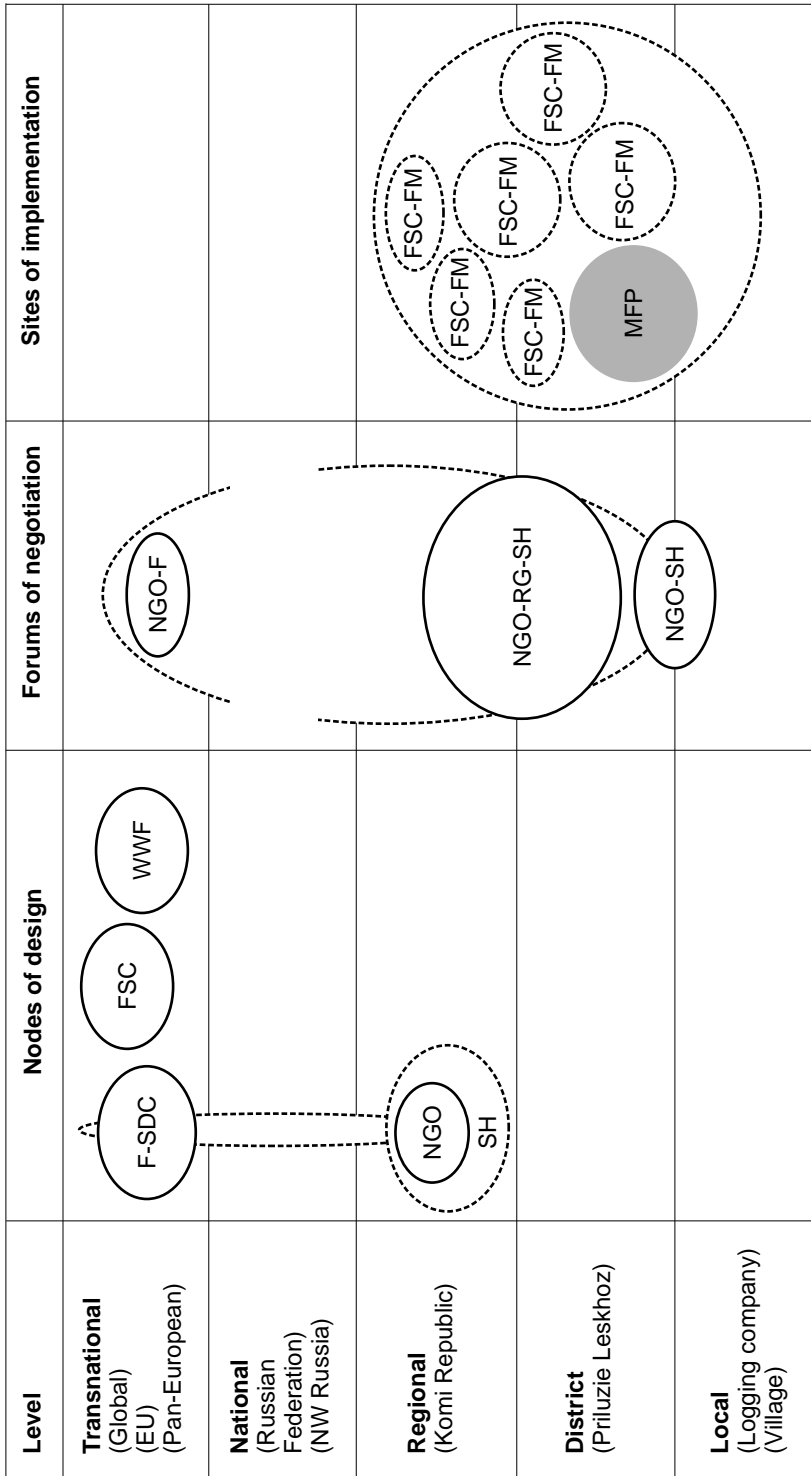 Level
Nodes of design
Forums of negotiation
Sites of implementation
Transnational
(Global)
(EU)
(Pan-European)
F-SDC
FSC
WWF
NGO-F
National
(Russian
Federation)
(NW Russia)
Regional
(Komi Republic)
NGO
SH
NGO-RG-SH
FSC-FM
FSC-FM
FSC-FM
FSC-FM
FSC-FM
FSC-FM
District
(Priluzie Leskhoz)
MFP
Local
(Logging company)
(Village)
NGO-SH